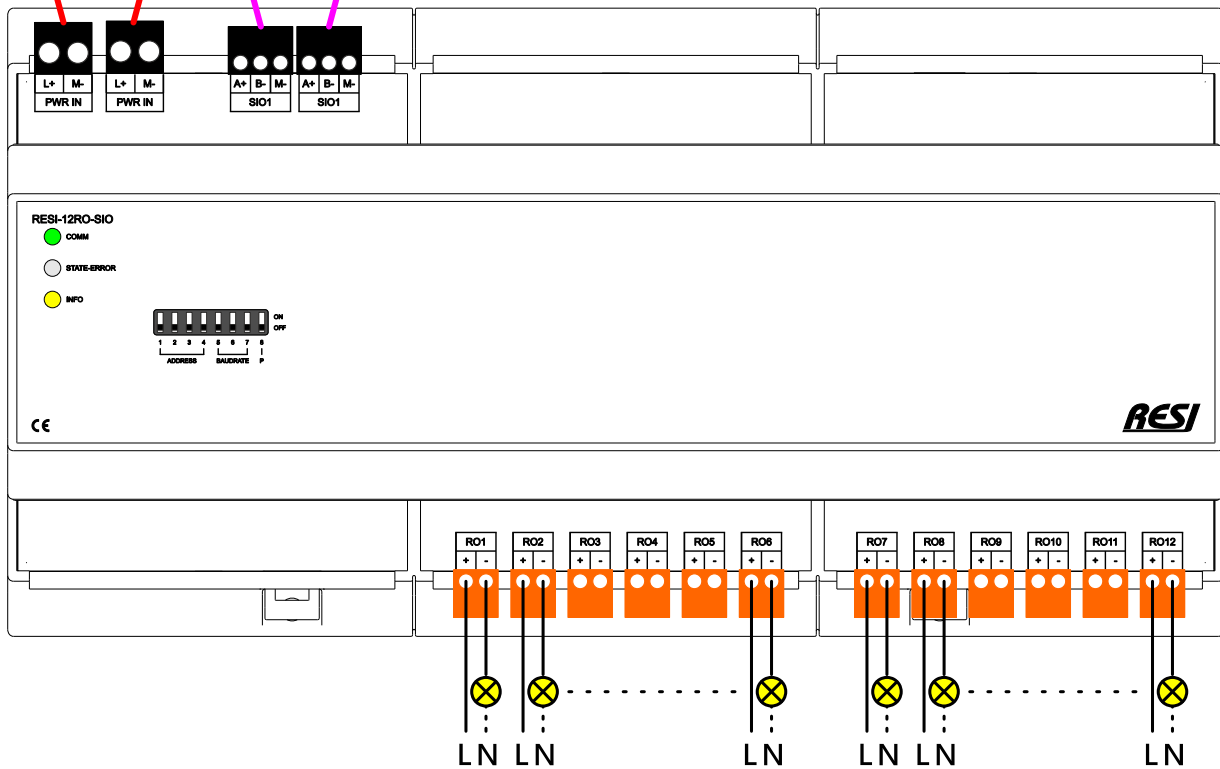 L+ M- L+ M- A+ B- M- A+ B- M-
PWR IN PWR IN SIO1 SIO1
RESI-12RO-SIO
COMM
STATE-ERROR
INFO
ON
OFF
1 2 3 4 5 6 7 8
ADDRESS BAUDRATE P
CE
RESI
RO1 RO2 RO3 RO4 RO5 RO6 RO7 RO8 RO9 RO10 RO11 RO12
+ - + - + - + - + - + - + - + - + - + - + - + -
L N L N L N L N L N L N